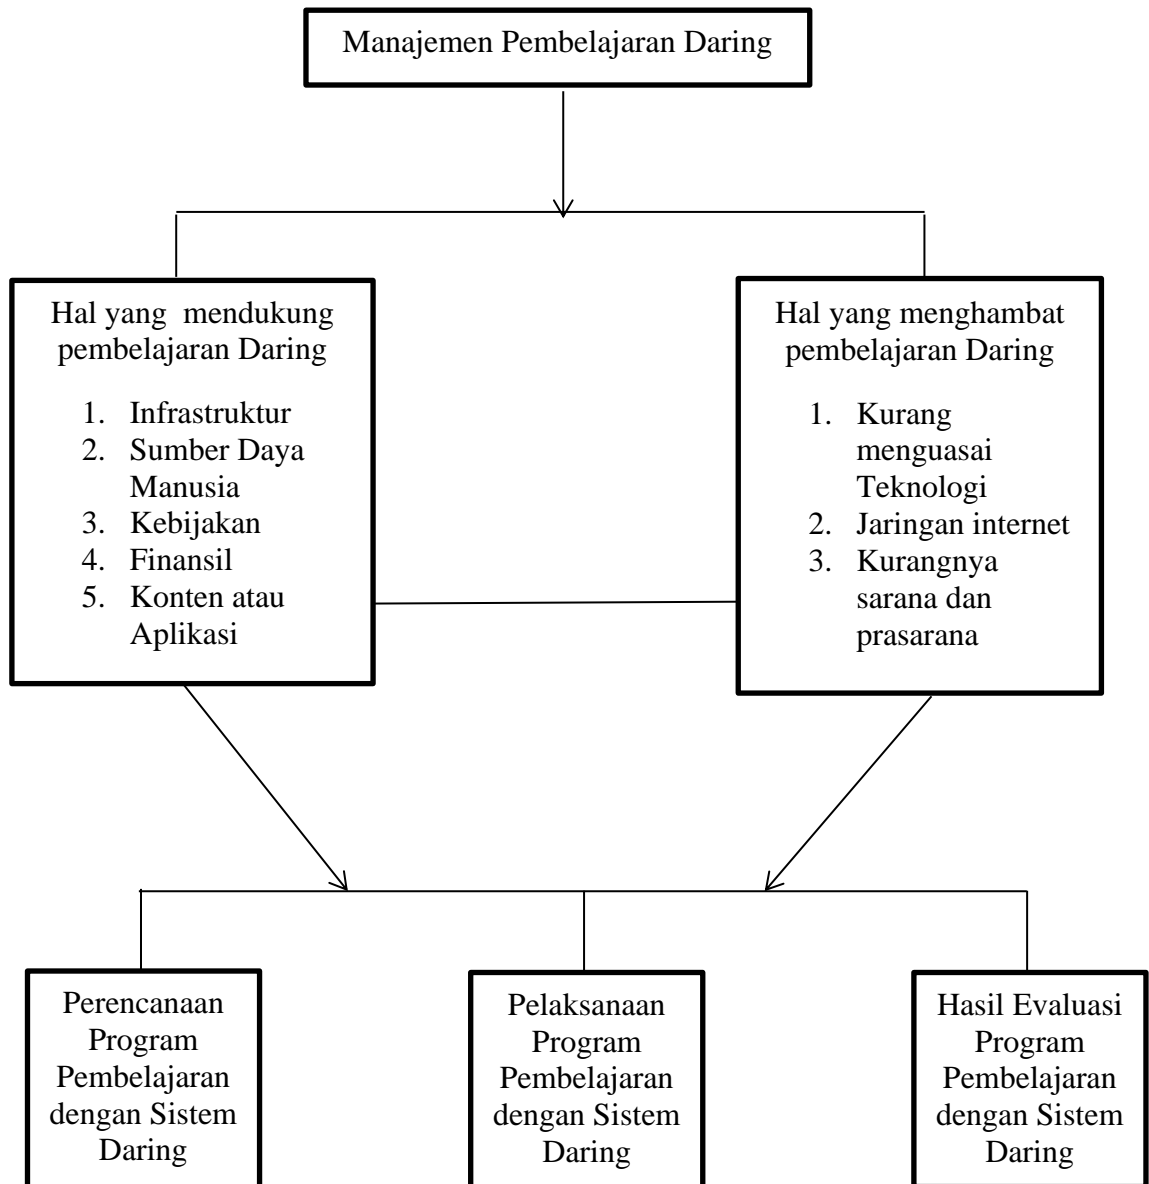 Manajemen Pembelajaran Daring
Hal yang mendukung
pembelajaran Daring
1. Infrastruktur
2. Sumber Daya
Manusia
3. Kebijakan
4. Finansil
5. Konten atau
Aplikasi
Hal yang menghambat
pembelajaran Daring
1. Kurang
menguasai
Teknologi
2. Jaringan internet
3. Kurangnya
sarana dan
prasarana
Perencanaan
Program
Pembelajaran
dengan Sistem
Daring
Pelaksanaan
Program
Pembelajaran
dengan Sistem
Daring
Hasil Evaluasi
Program
Pembelajaran
dengan Sistem
Daring